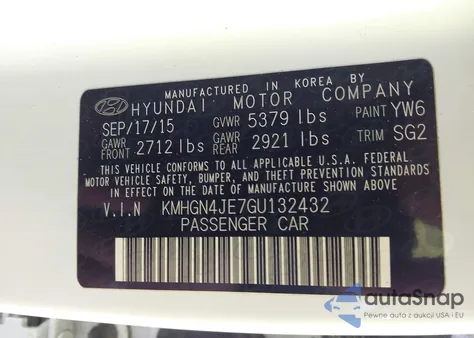 MANUFACTURED IN KOREA BY
HYUNDAI MOTOR COMPANY
SEP/17/15 GVWR 5379 lbs PAINT YW6
GAWR FRONT 2712 lbs GAWR REAR 2921 lbs TRIM SG2
THIS VEHICLE CONFORMS TO ALL APPLICABLE U.S.A. FEDERAL
MOTOR VEHICLE SAFETY, BUMPER, AND THEFT PREVENTION STANDARDS
IN EFFECT ON THE DATE OF MANUFACTURE SHOWN ABOVE.
V.I.N KMHGN4JE7GU132432
PASSENGER CAR
autoSnap
Pewne auta z aukcji USA i EU